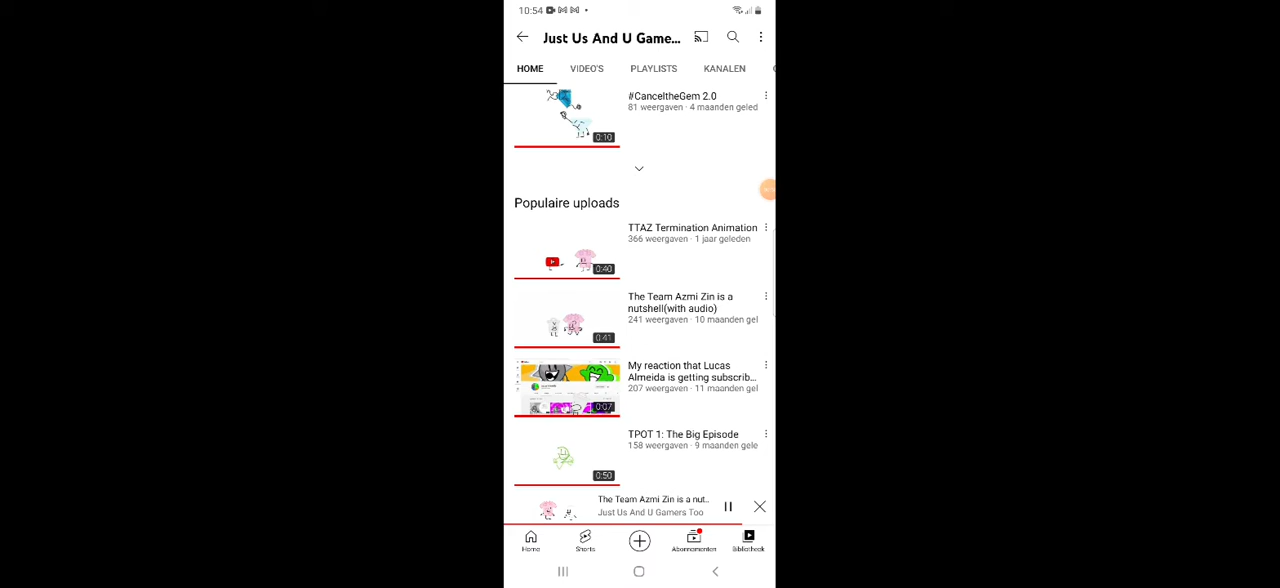 10:54
Just Us And U Game...
HOME VIDEO'S PLAYLISTS KANALEN
#CanceltheGem 2.0
81 weergaven · 4 maanden geled
0:10
Populaire uploads
TTAZ Termination Animation
366 weergaven · 1 jaar geleden
0:40
The Team Azmi Zin is a
nutshell(with audio)
241 weergaven · 10 maanden gel
0:41
My reaction that Lucas
Almeida is getting subscrib...
207 weergaven · 11 maanden gel
0:07
TPOT 1: The Big Episode
158 weergaven · 9 maanden gele
0:50
The Team Azmi Zin is a nut..
Just Us And U Gamers Too
Home Shorts Abonnementen Bibliotheek